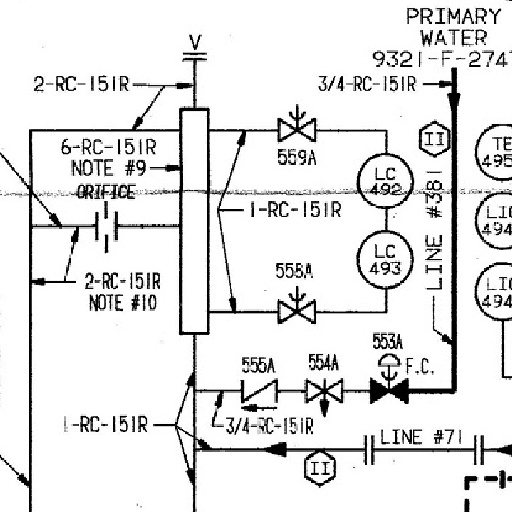 PRIMARY
WATER
9321-F-274
V
2-RC-151R
3/4-RC-151R
6-RC-151R
NOTE #9
559A
II
TE
495
LC
492
ORIFICE
1-RC-151R
LINE #381
LIC
494
LC
493
558A
2-RC-151R
NOTE #10
LIC
494
553A
555A
554A
F.C.
1-RC-151R
3/4-RC-151R
LINE #71
II